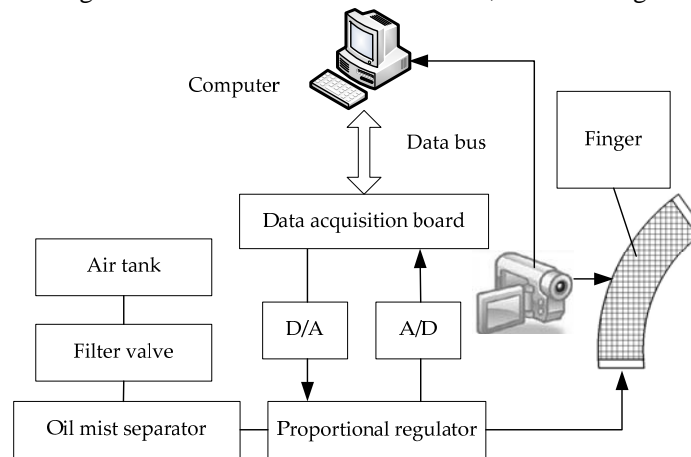 Computer
Data bus
Finger
Data acquisition board
Air tank
D/A
A/D
Filter valve
Oil mist separator
Proportional regulator